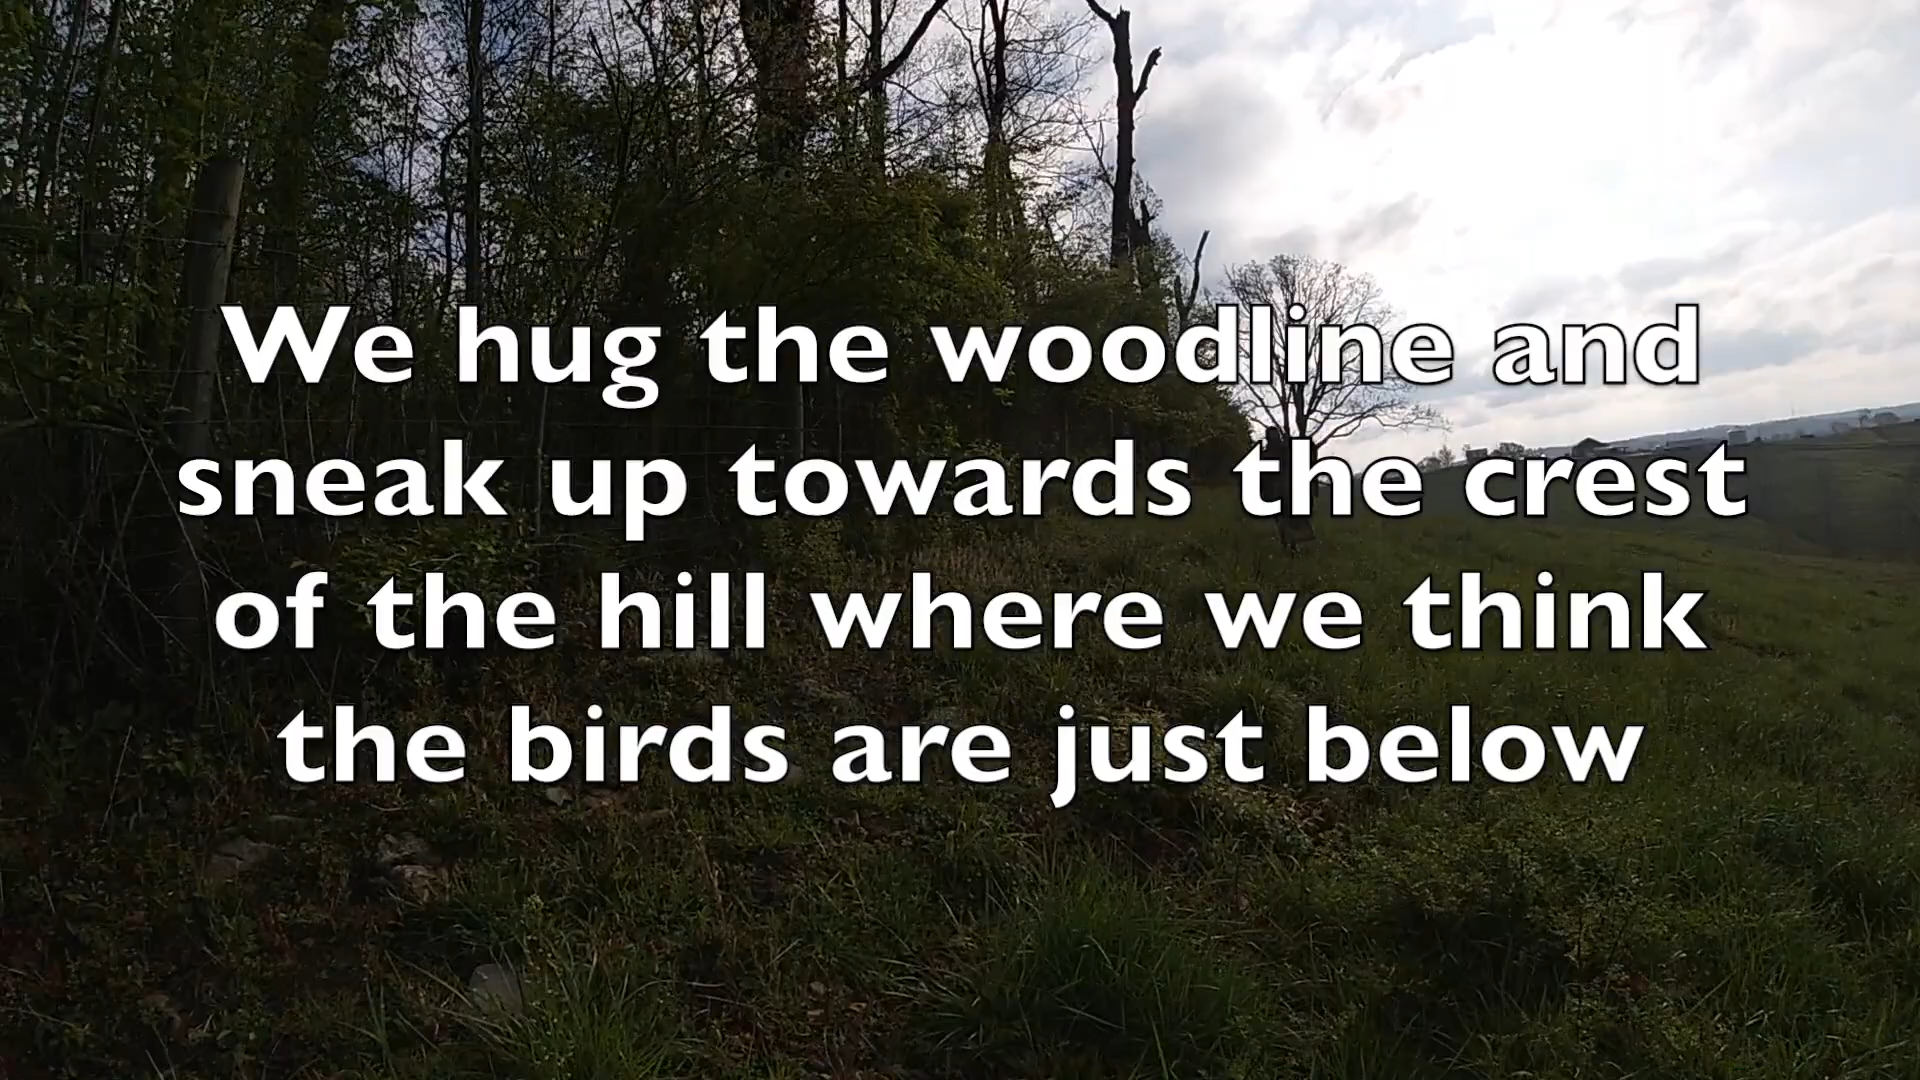 We hug the woodline and
sneak up towards the crest
of the hill where we think
the birds are just below